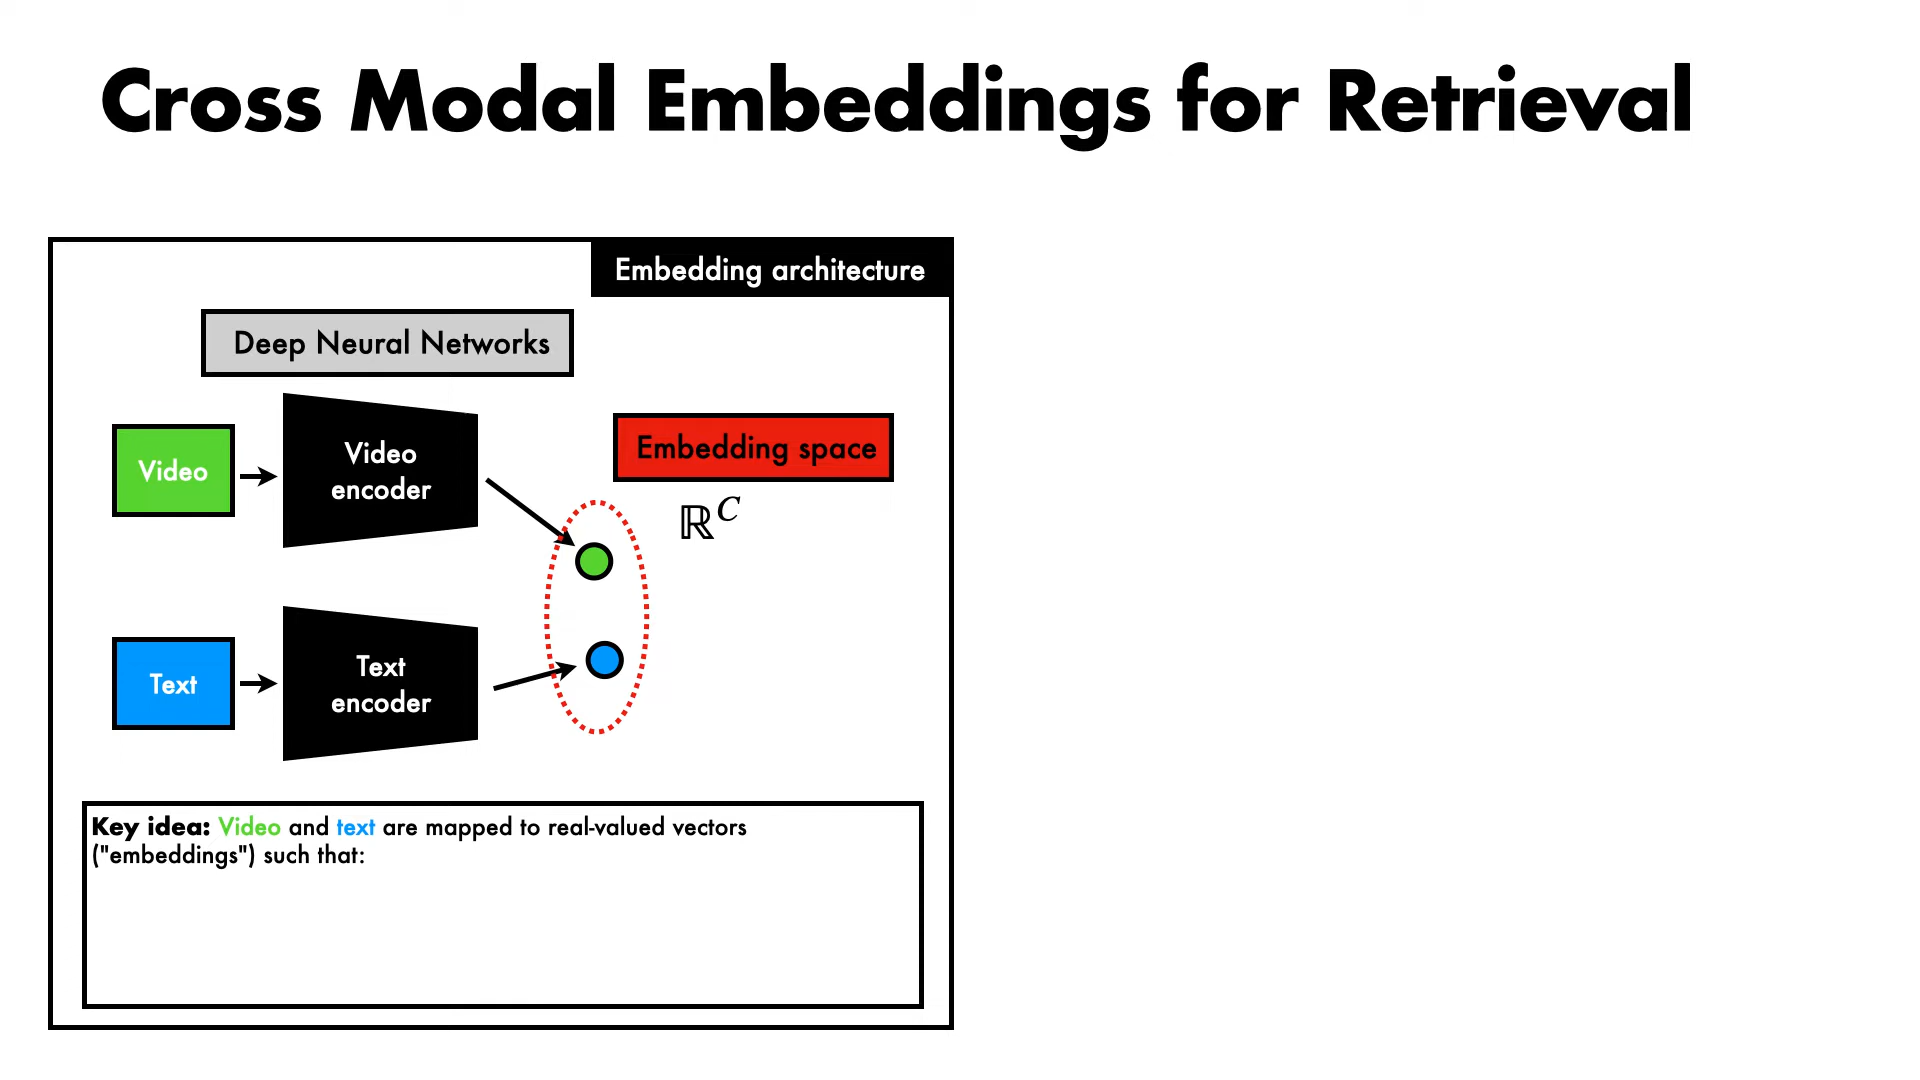 Cross Modal Embeddings for Retrieval
Embedding architecture
Deep Neural Networks
Video
Video
encoder
Embedding space
ℝ^C
Text
Text
encoder
Key idea: Video and text are mapped to real-valued vectors
("embeddings") such that: